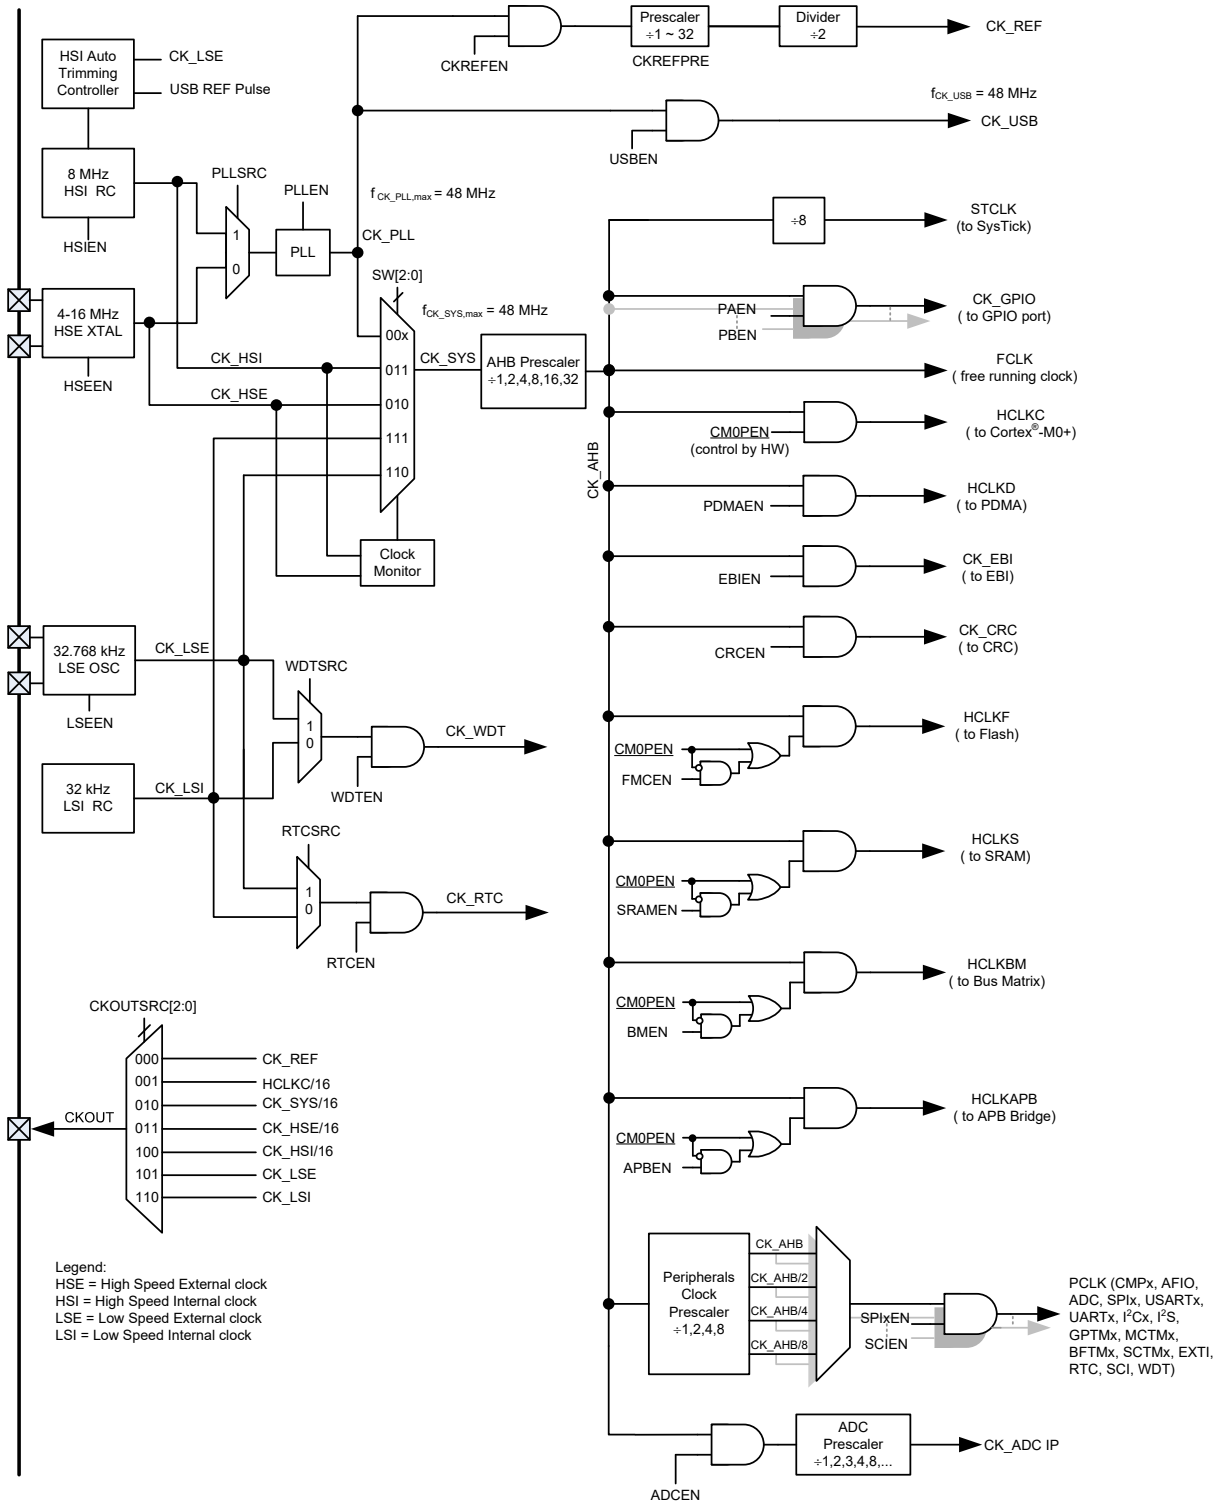 HSI Auto
Trimming
Controller
CK_LSE
USB REF Pulse
8 MHz
HSI RC
HSIEN
PLLSRC
1
0
PLLEN
PLL
f CK_PLL,max = 48 MHz
CK_PLL
4-16 MHz
HSE XTAL
HSEEN
CK_HSI
CK_HSE
SW[2:0]
00x
011
010
111
110
fCK_SYS,max = 48 MHz
CK_SYS
AHB Prescaler
÷1,2,4,8,16,32
Clock
Monitor
CKREFEN
Prescaler
÷1 ~ 32
CKREFPRE
Divider
÷2
CK_REF
USBEN
fCK_USB = 48 MHz
CK_USB
÷8
STCLK
(to SysTick)
PAEN
PBEN
CK_GPIO
( to GPIO port)
FCLK
( free running clock)
CK_AHB
CM0PEN
(control by HW)
HCLKC
( to Cortex®-M0+)
PDMAEN
HCLKD
( to PDMA)
EBIEN
CK_EBI
( to EBI)
CRCEN
CK_CRC
( to CRC)
CM0PEN
FMCEN
HCLKF
( to Flash)
CM0PEN
SRAMEN
HCLKS
( to SRAM)
CM0PEN
BMEN
HCLKBM
( to Bus Matrix)
CM0PEN
APBEN
HCLKAPB
( to APB Bridge)
32.768 kHz
LSE OSC
LSEEN
CK_LSE
WDTSRC
1
0
WDTEN
CK_WDT
32 kHz
LSI RC
CK_LSI
RTCSRC
1
0
RTCEN
CK_RTC
CKOUTSRC[2:0]
CKOUT
000
CK_REF
001
HCLKC/16
010
CK_SYS/16
011
CK_HSE/16
100
CK_HSI/16
101
CK_LSE
110
CK_LSI
Legend:
HSE = High Speed External clock
HSI = High Speed Internal clock
LSE = Low Speed External clock
LSI = Low Speed Internal clock
Peripherals
Clock
Prescaler
÷1,2,4,8
CK_AHB
CK_AHB/2
CK_AHB/4
CK_AHB/8
SPIxEN
SCIEN
PCLK (CMPx, AFIO,
ADC, SPIx, USARTx,
UARTx, I²Cx, I²S,
GPTMx, MCTMx,
BFTMx, SCTMx, EXTI,
RTC, SCI, WDT)
ADCEN
ADC
Prescaler
÷1,2,3,4,8,...
CK_ADC IP